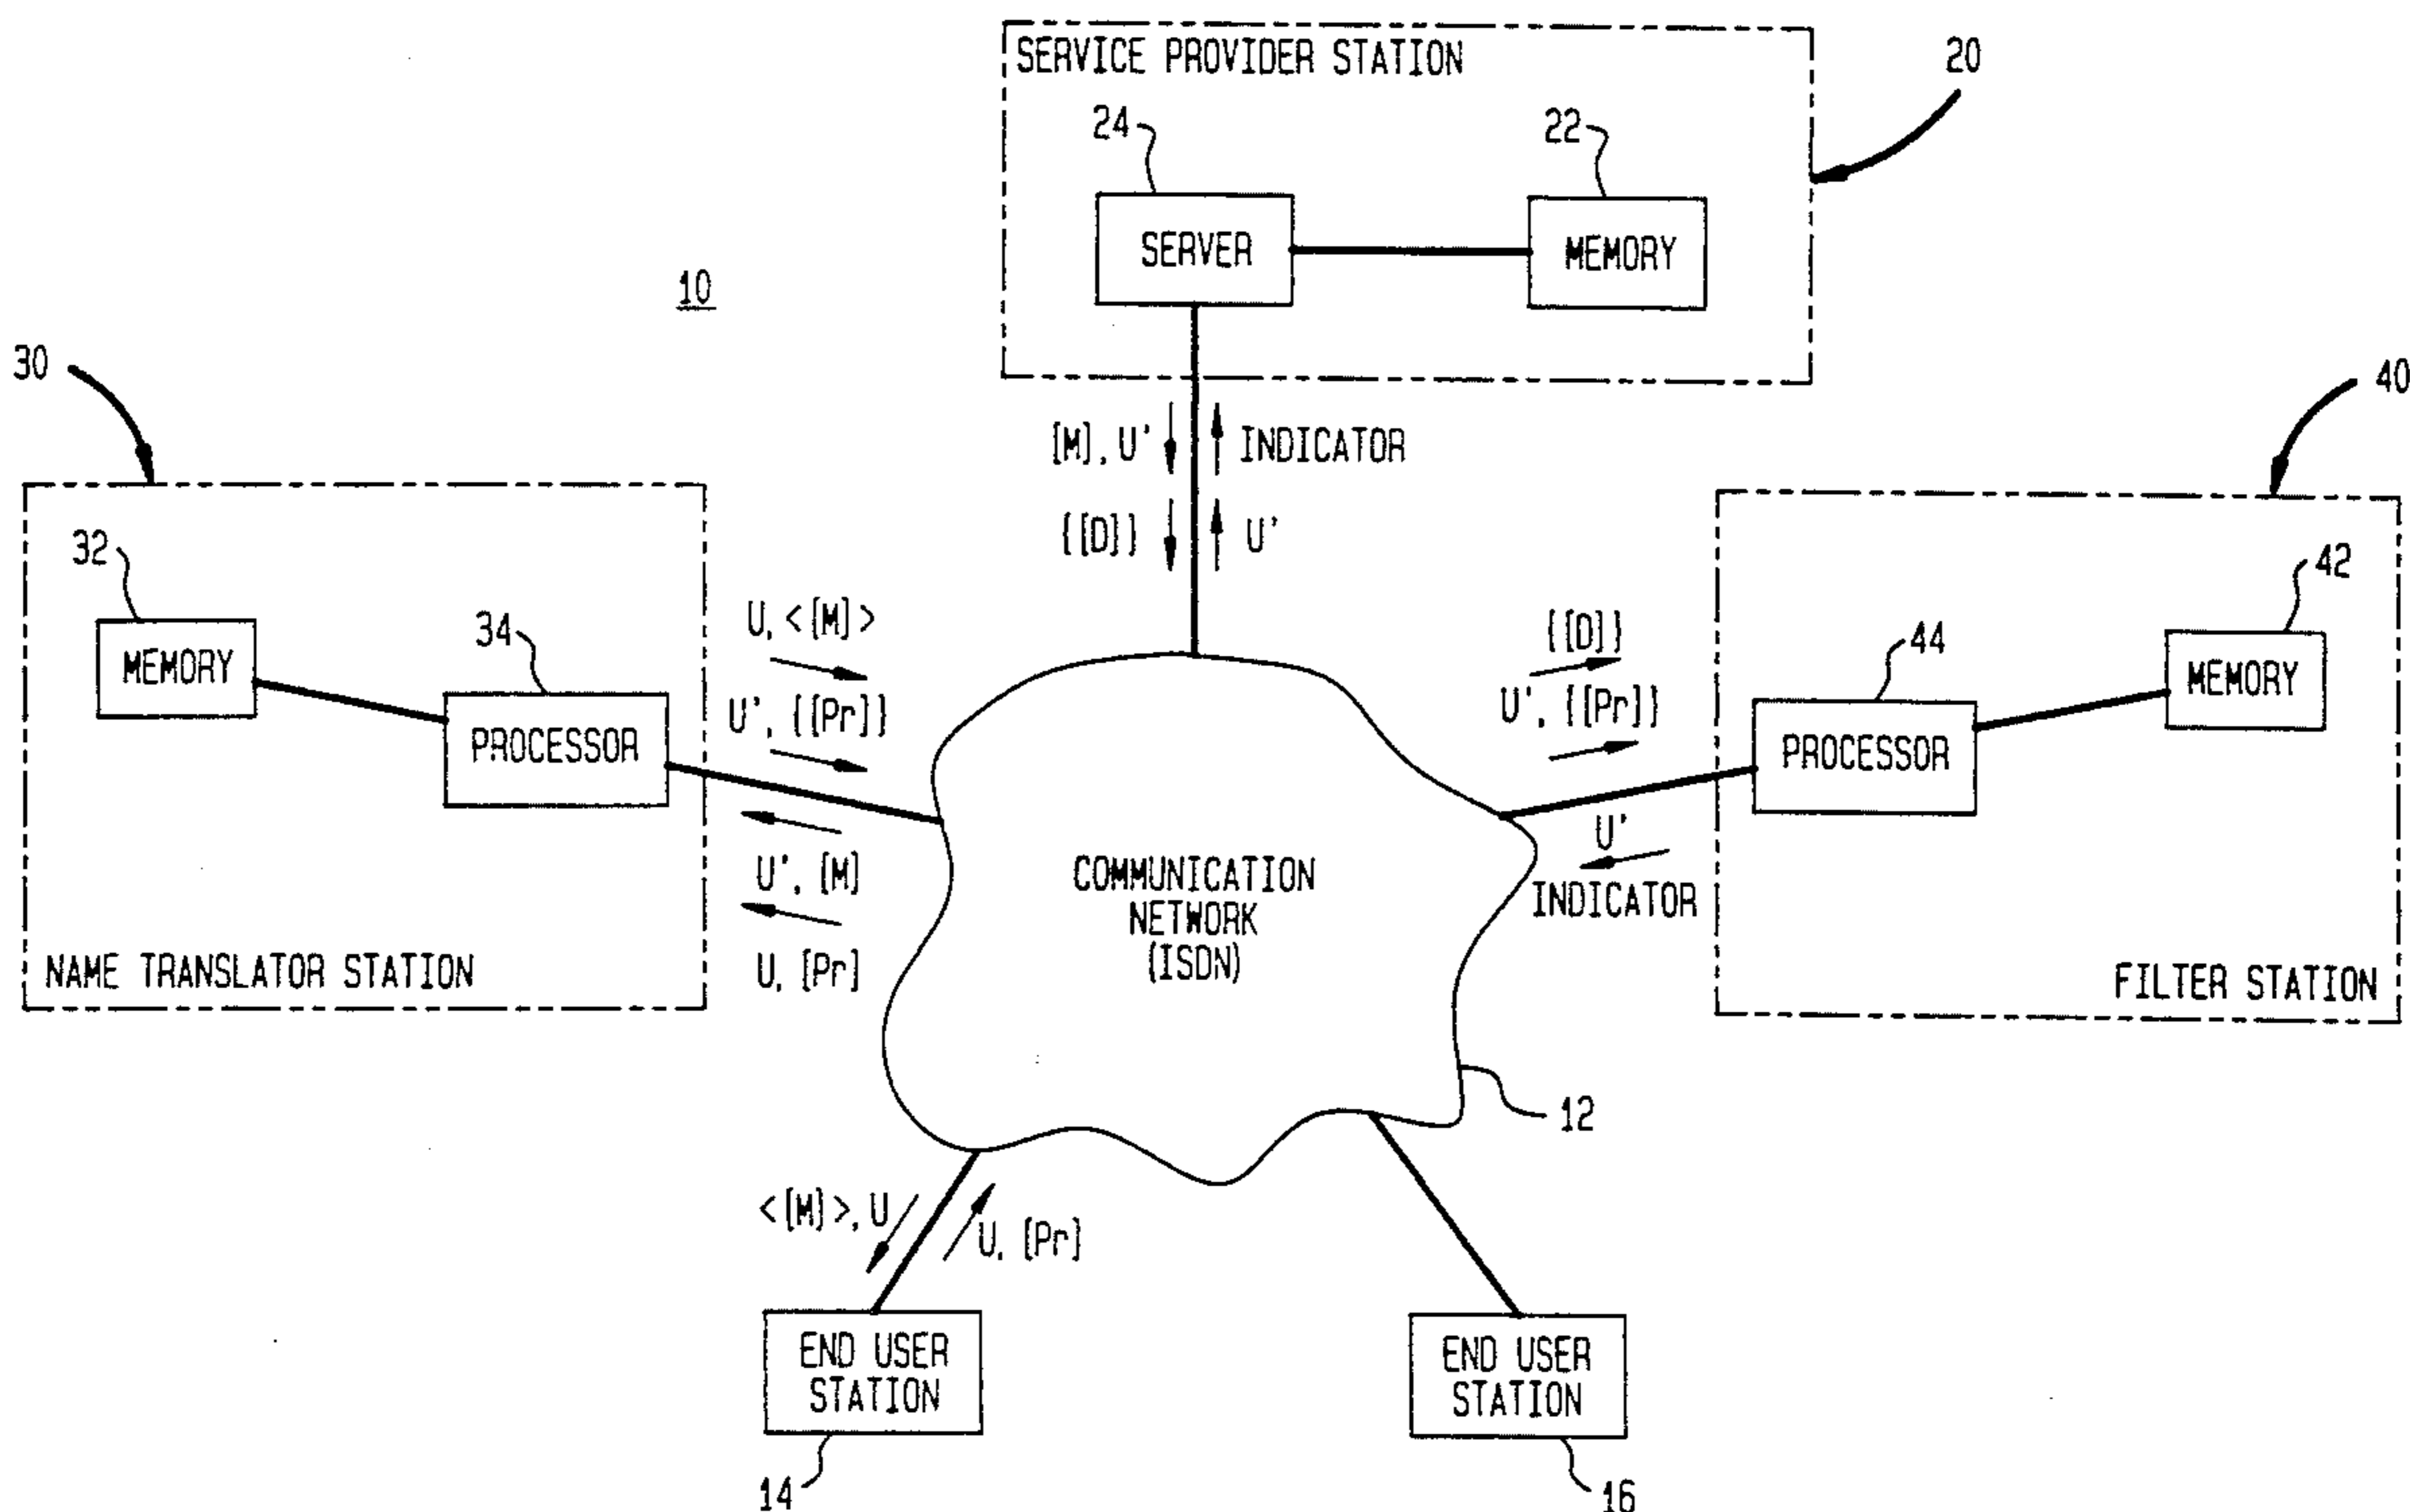 SERVICE PROVIDER STATION
20
24
22
SERVER
MEMORY
10
30
40
[M], U'
INDICATOR
{[D]}
U'
32
34
MEMORY
PROCESSOR
NAME TRANSLATOR STATION
U, <[M]>
U', {[Pr]}
U', [M]
U, [Pr]
COMMUNICATION
NETWORK
(ISDN)
{[D]}
U', {[Pr]}
U'
INDICATOR
42
44
MEMORY
PROCESSOR
FILTER STATION
12
<[M]>, U
U, [Pr]
END USER
STATION
14
END USER
STATION
16